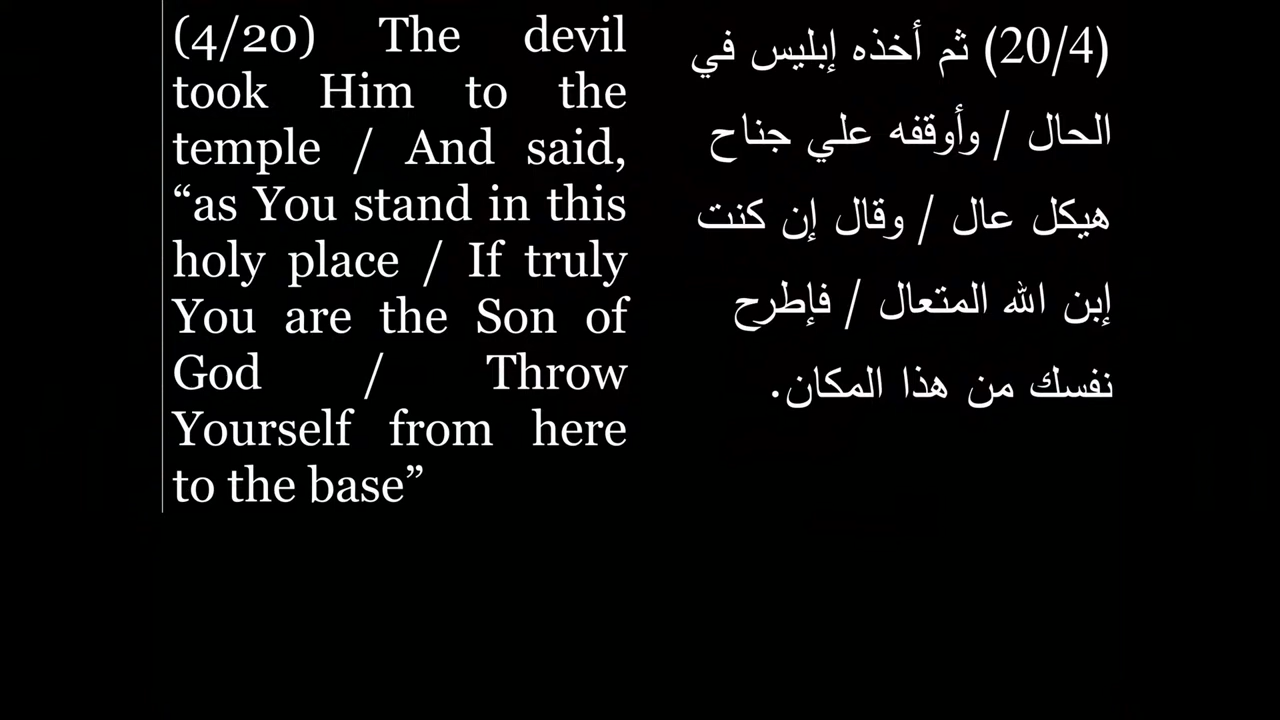 (4/20) The devil
took Him to the
temple / And said,
“as You stand in this
holy place / If truly
You are the Son of
God / Throw
Yourself from here
to the base”
(20/4) ثم أخذه إبليس في
الحال / وأوقفه علي جناح
هيكل عال / وقال إن كنت
إبن الله المتعال / فإطرح
نفسك من هذا المكان.